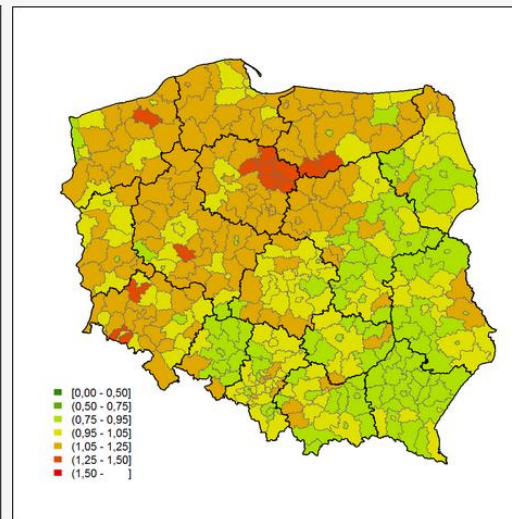 [0,00 - 0,50]
(0,50 - 0,75]
(0,75 - 0,95]
(0,95 - 1,05]
(1,05 - 1,25]
(1,25 - 1,50]
(1,50 - ]